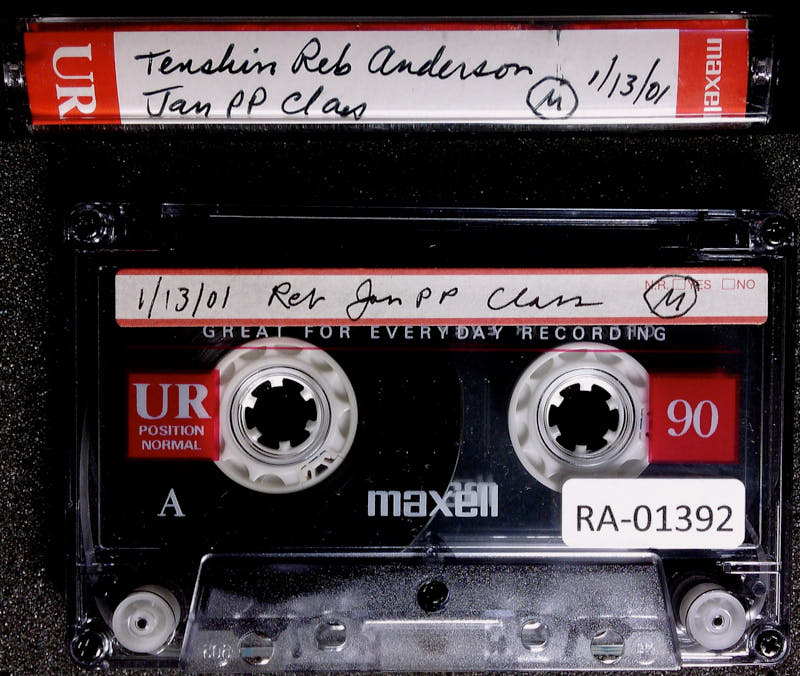 UR
Tenshin Reb Anderson
Jan PP Class
M
1/13/01
maxell
1/13/01 Reb Jan PP Class M
N.R. YES NO
GREAT FOR EVERYDAY RECORDING
UR
POSITION
NORMAL
90
A
maxell
RA-01392